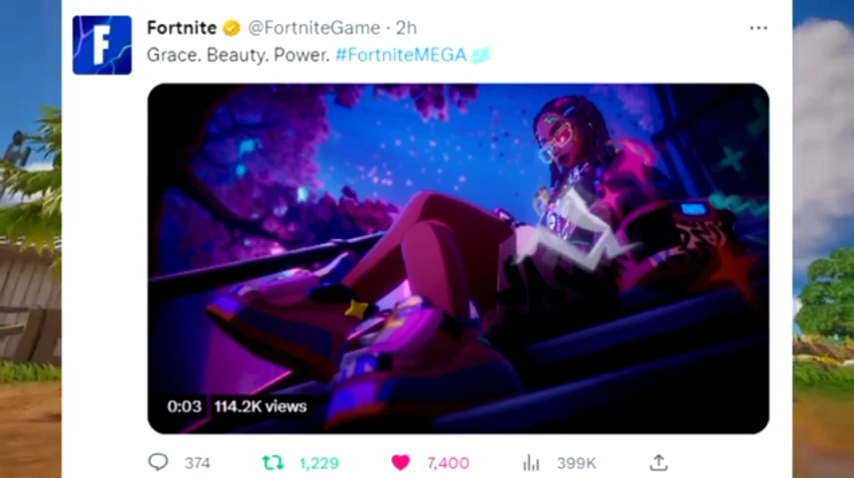 Fortnite @FortniteGame · 2h
Grace. Beauty. Power. #FortniteMEGA
0:03 114.2K views
374 1,229 7,400 399K